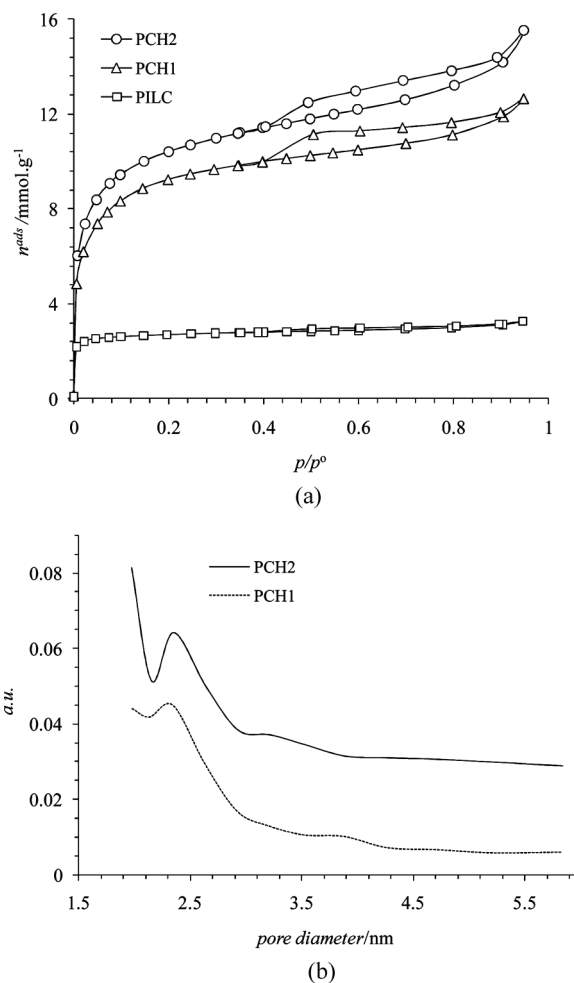 16
12
8
4
0
n^ads /mmol.g^-1
PCH2
PCH1
PILC
0 0.2 0.4 0.6 0.8 1
p/pº
(a)
0.08
0.06
0.04
0.02
0
a.u.
PCH2
PCH1
1.5 2.5 3.5 4.5 5.5
pore diameter/nm
(b)